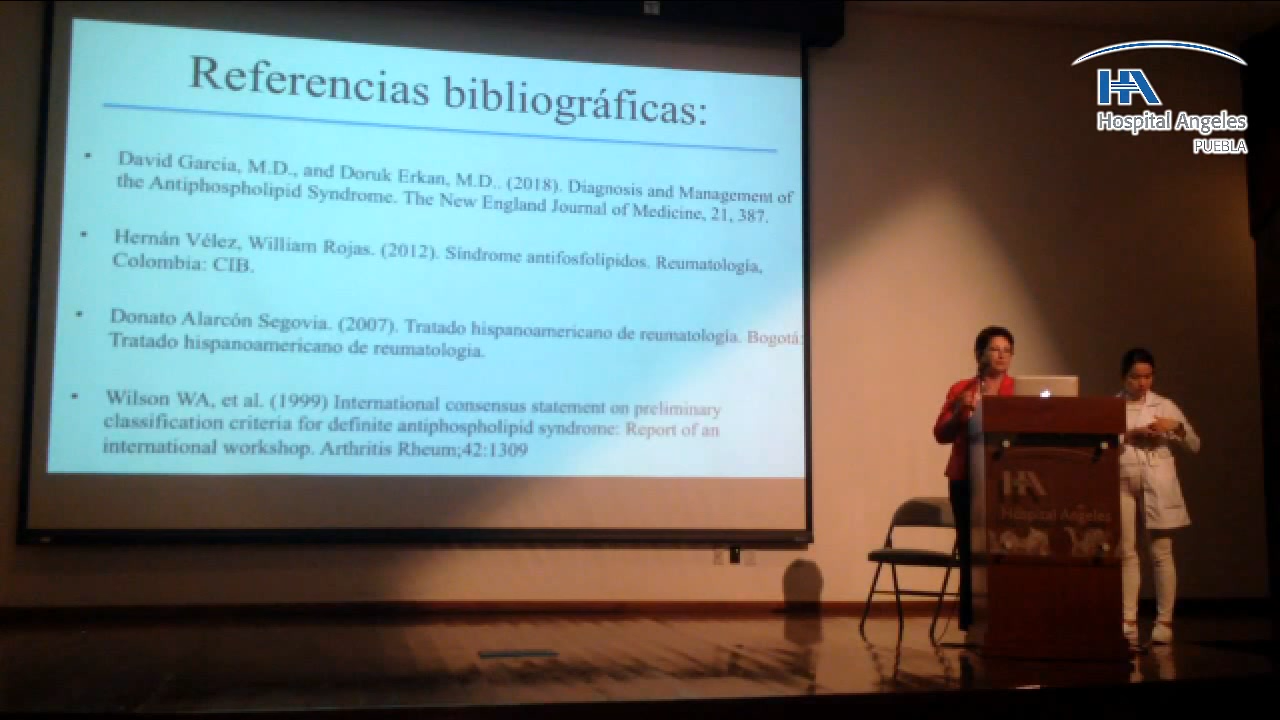 Referencias bibliográficas:
• David Garcia, M.D., and Doruk Erkan, M.D.. (2018). Diagnosis and Management of
the Antiphospholipid Syndrome. The New England Journal of Medicine, 21, 387.
• Hernán Vélez, William Rojas. (2012). Síndrome antifosfolípidos. Reumatología,
Colombia: CIB.
• Donato Alarcón Segovia. (2007). Tratado hispanoamericano de reumatología. Bogotá:
Tratado hispanoamericano de reumatologia.
• Wilson WA, et al. (1999) International consensus statement on preliminary
classification criteria for definite antiphospholipid syndrome: Report of an
international workshop. Arthritis Rheum;42:1309
HA
Hospital Angeles
PUEBLA
HA
Hospital Angeles